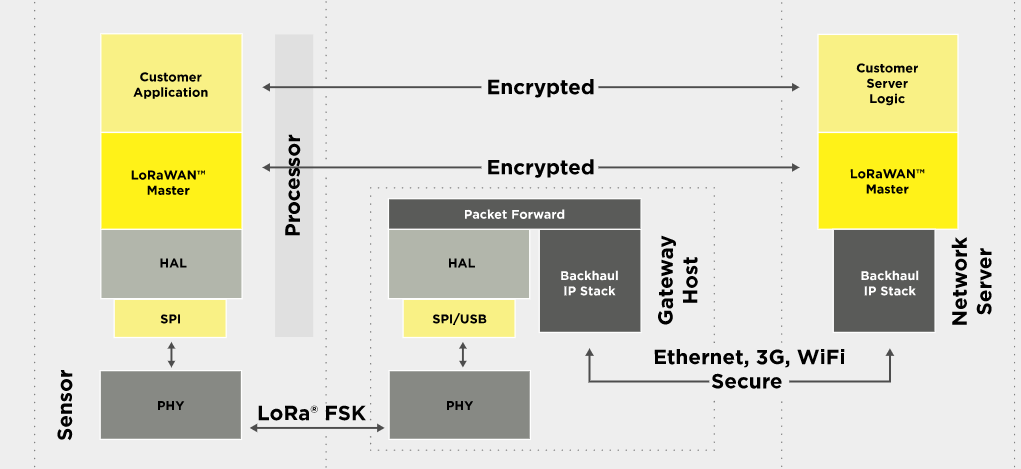 Customer
Application
LoRaWAN™
Master
HAL
SPI
PHY
Sensor
Processor
Encrypted
Encrypted
LoRa® FSK
Packet Forward
HAL
SPI/USB
PHY
Backhaul
IP Stack
Gateway
Host
Ethernet, 3G, WiFi
Secure
Customer
Server
Logic
LoRaWAN™
Master
Backhaul
IP Stack
Network
Server